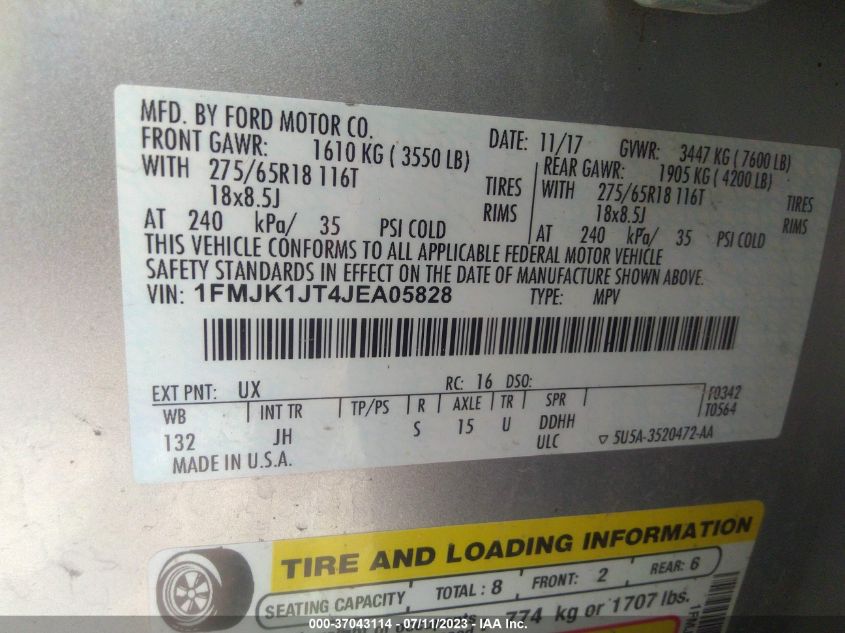 MFD. BY FORD MOTOR CO. DATE: 11/17 GVWR: 3447 KG ( 7600 LB)
FRONT GAWR: 1610 KG ( 3550 LB) REAR GAWR: 1905 KG ( 4200 LB)
WITH 275/65R18 116T TIRES WITH 275/65R18 116T TIRES
18x8.5J RIMS 18x8.5J RIMS
AT 240 kPa/ 35 PSI COLD AT 240 kPa/ 35 PSI COLD
THIS VEHICLE CONFORMS TO ALL APPLICABLE FEDERAL MOTOR VEHICLE
SAFETY STANDARDS IN EFFECT ON THE DATE OF MANUFACTURE SHOWN ABOVE.
VIN: 1FMJK1JT4JEA05828 TYPE: MPV
EXT PNT: UX RC: 16 DSO: F0342
WB INT TR TP/PS R AXLE TR SPR T0564
132 JH S 15 U DDHH
ULC ▽ 5U5A-3520472-AA
MADE IN U.S.A.
TIRE AND LOADING INFORMATION
SEATING CAPACITY TOTAL : 8 FRONT: 2 REAR: 6
774 kg or 1707 lbs.
000-37043114 - 07/11/2023 - IAA Inc.